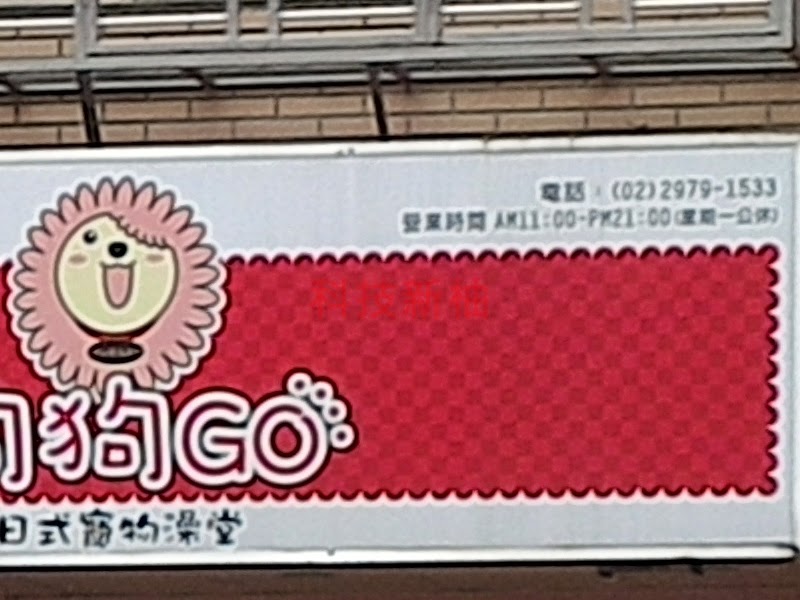 電話：(02)2979-1533
營業時間 AM11:00-PM21:00(星期一公休)
狗狗GO
日式寵物澡堂